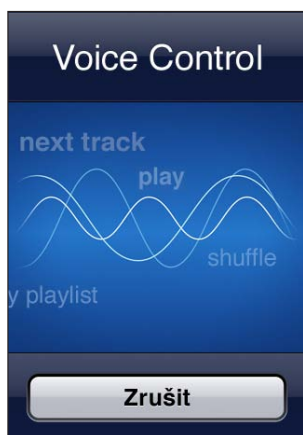 Voice Control
next track
play
shuffle
y playlist
Zrušit